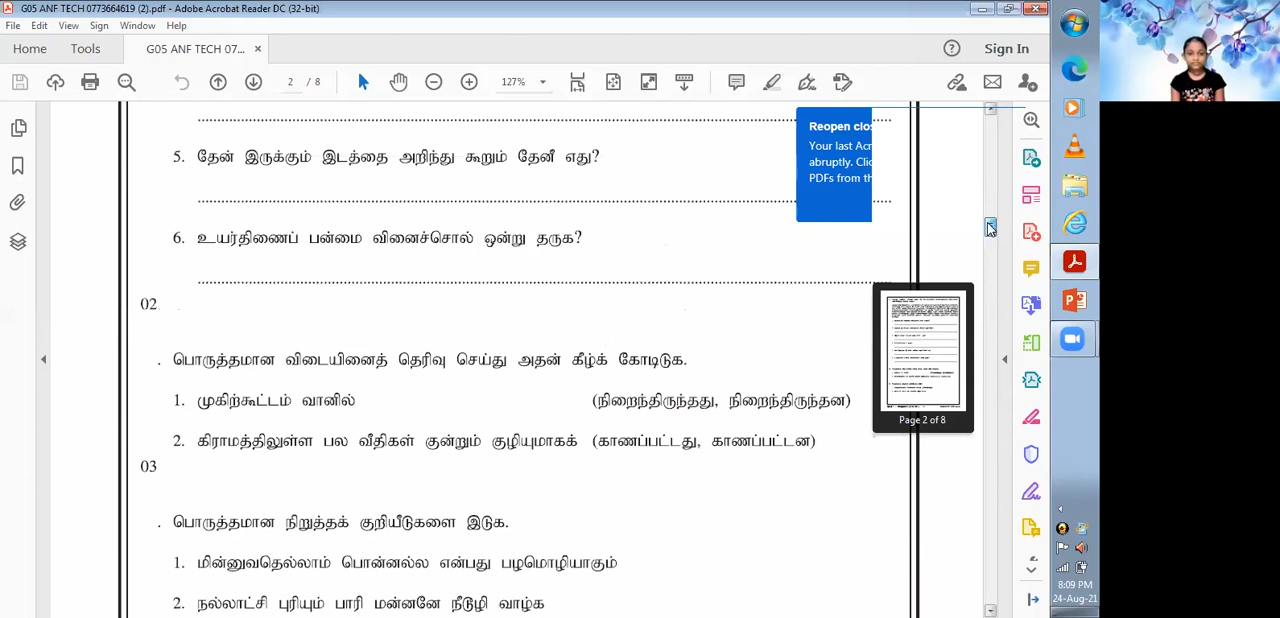 G05 ANF TECH 0773664619 (2).pdf - Adobe Acrobat Reader DC (32-bit)
File Edit View Sign Window Help
Home Tools G05 ANF TECH 07... × Sign In
2 / 8 127%
5. தேன் இருக்கும் இடத்தை அறிந்து கூறும் தேனீ எது?
6. உயர்திணைப் பன்மை வினைச்சொல் ஒன்று தருக?
02
. பொருத்தமான விடையினைத் தெரிவு செய்து அதன் கீழ்க் கோடிடுக.
1. முகிற்கூட்டம் வானில் (நிறைந்திருந்தது, நிறைந்திருந்தன)
2. கிராமத்திலுள்ள பல வீதிகள் குன்றும் குழியுமாகக் (காணப்பட்டது, காணப்பட்டன)
03
. பொருத்தமான நிறுத்தக் குறியீடுகளை இடுக.
1. மின்னுவதெல்லாம் பொன்னல்ல என்பது பழமொழியாகும்
2. நல்லாட்சி புரியும் பாரி மன்னனே நீடூழி வாழ்க
Reopen clo
Your last Acr
abruptly. Clic
PDFs from th
Page 2 of 8
8:09 PM
24-Aug-21